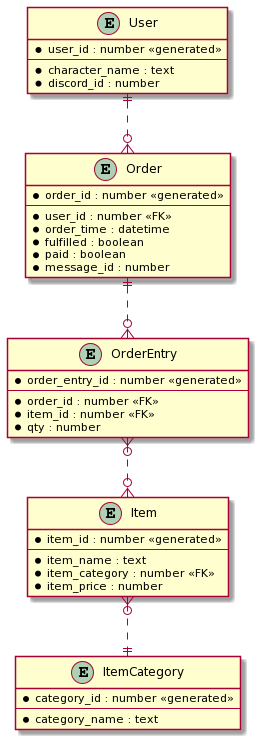 E User
user_id : number «generated»
character_name : text
discord_id : number
E Order
order_id : number «generated»
user_id : number «FK»
order_time : datetime
fulfilled : boolean
paid : boolean
message_id : number
E OrderEntry
order_entry_id : number «generated»
order_id : number «FK»
item_id : number «FK»
qty : number
E Item
item_id : number «generated»
item_name : text
item_category : number «FK»
item_price : number
E ItemCategory
category_id : number «generated»
category_name : text